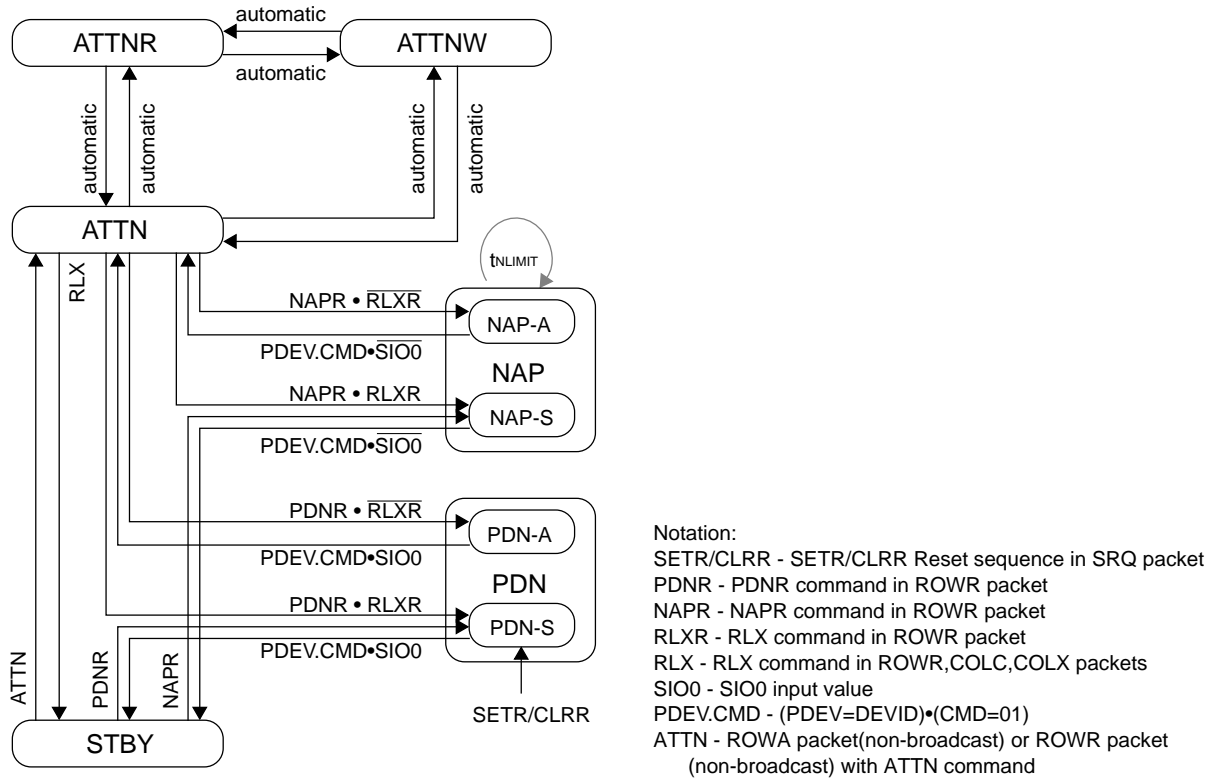 automatic
ATTNR
ATTNW
automatic
automatic
automatic
automatic
automatic
ATTN
RLX
tNLIMIT
NAPR • R̅L̅X̅R̅
NAP-A
PDEV.CMD•S̅I̅O̅0̅
NAP
NAPR • RLXR
NAP-S
PDEV.CMD•S̅I̅O̅0̅
PDNR • R̅L̅X̅R̅
PDN-A
PDEV.CMD•SIO0
PDN
PDNR • RLXR
PDN-S
PDEV.CMD•SIO0
ATTN
PDNR
NAPR
SETR/CLRR
STBY
Notation:
SETR/CLRR - SETR/CLRR Reset sequence in SRQ packet
PDNR - PDNR command in ROWR packet
NAPR - NAPR command in ROWR packet
RLXR - RLX command in ROWR packet
RLX - RLX command in ROWR,COLC,COLX packets
SIO0 - SIO0 input value
PDEV.CMD - (PDEV=DEVID)•(CMD=01)
ATTN - ROWA packet(non-broadcast) or ROWR packet
(non-broadcast) with ATTN command